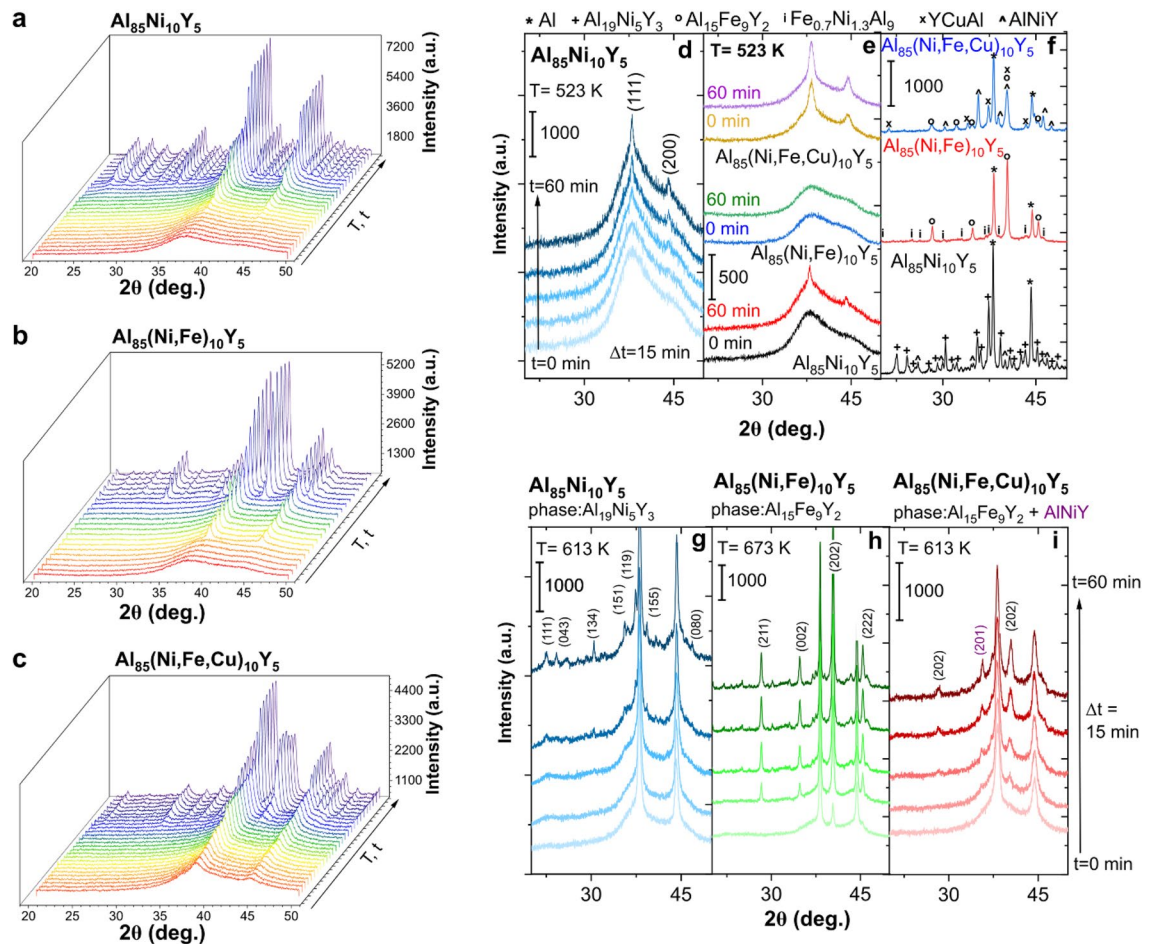 a
Al85Ni10Y5
Intensity (a.u.)
7200
5400
3600
1800
T, t
20 25 30 35 40 45 50
2θ (deg.)
b
Al85(Ni,Fe)10Y5
Intensity (a.u.)
5200
3900
2600
1300
T, t
20 25 30 35 40 45 50
2θ (deg.)
c
Al85(Ni,Fe,Cu)10Y5
Intensity (a.u.)
4400
3300
2200
1100
T, t
20 25 30 35 40 45 50
2θ (deg.)
* Al + Al19Ni5Y3 o Al15Fe9Y2 i Fe0.7Ni1.3Al9 x YCuAl ^ AlNiY
Al85Ni10Y5 d
T= 523 K
1000
(111)
(200)
t=60 min
t=0 min
Δt=15 min
Intensity (a.u.)
30 45
T= 523 K e
60 min
0 min
Al85(Ni,Fe,Cu)10Y5
60 min
0 min
Al85(Ni,Fe)10Y5
500
60 min
0 min
Al85Ni10Y5
30 45
f
Al85(Ni,Fe,Cu)10Y5
1000
Al85(Ni,Fe)10Y5
Al85Ni10Y5
30 45
2θ (deg.)
Al85Ni10Y5
phase:Al19Ni5Y3
g
T= 613 K
1000
(111)
(043)
(134)
(151)
(119)
(155)
(080)
Intensity (a.u.)
30 45
Al85(Ni,Fe)10Y5
phase:Al15Fe9Y2
h
T= 673 K
1000
(211)
(002)
(202)
(222)
30 45
Al85(Ni,Fe,Cu)10Y5
phase:Al15Fe9Y2 + AlNiY
i
T= 613 K
1000
(202)
(201)
(202)
t=60 min
Δt =
15 min
t=0 min
30 45
2θ (deg.)